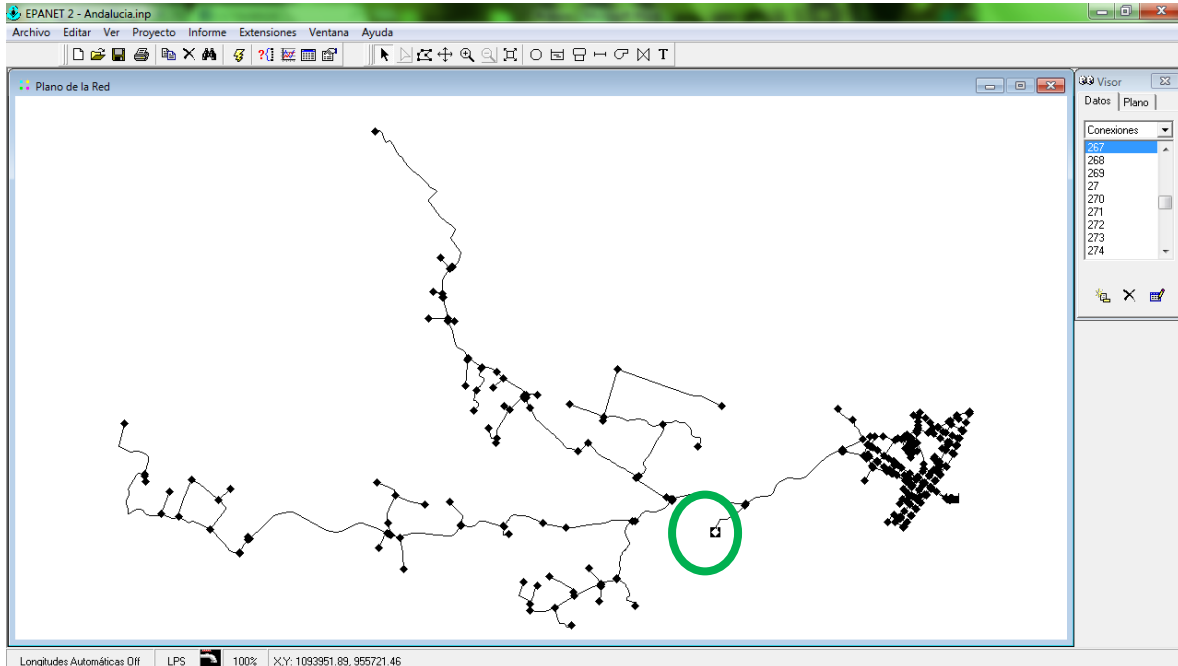 EPANET 2 - Andalucia.inp
Archivo Editar Ver Proyecto Informe Extensiones Ventana Ayuda
T
Plano de la Red
Visor
Datos Plano
Conexiones
267
268
269
27
270
271
272
273
274
Longitudes Automáticas Off LPS 100% X,Y: 1093951.89, 955721.46